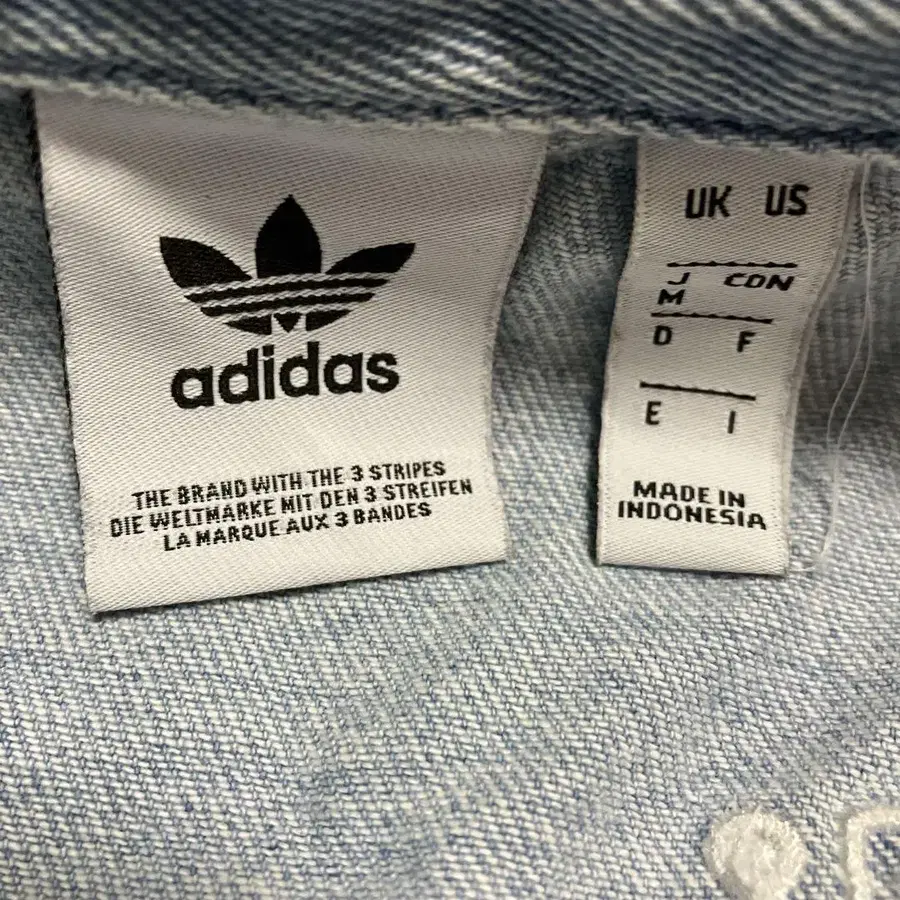 adidas
THE BRAND WITH THE 3 STRIPES
DIE WELTMARKE MIT DEN 3 STREIFEN
LA MARQUE AUX 3 BANDES
UK US
J CDN
M
D F
E I
MADE IN
INDONESIA